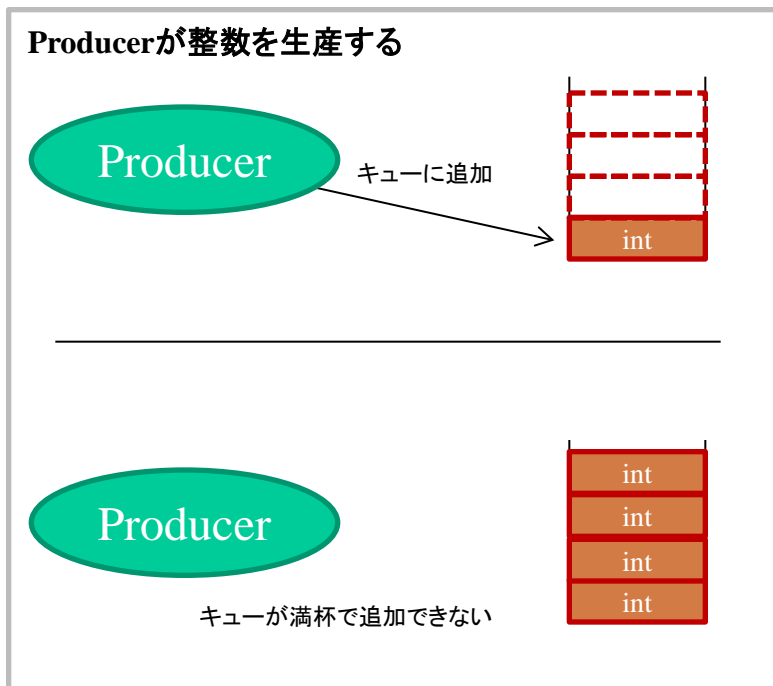 Producerが整数を生産する
Producer
キューに追加
int
int
Producer
int
int
int
キューが満杯で追加できない